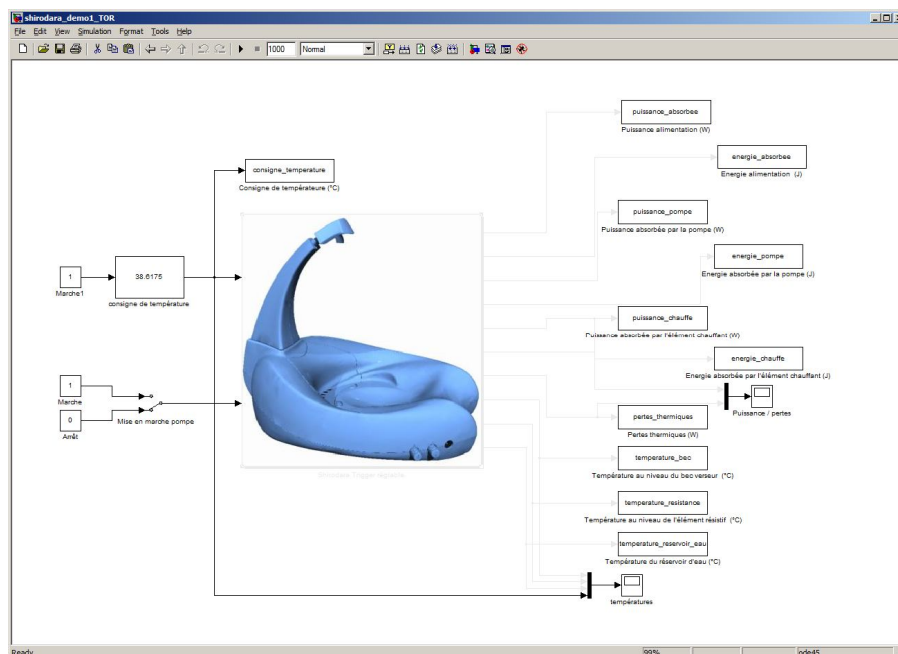 shirodara_demo1_TOR
File Edit View Simulation Format Tools Help
1000 Normal
puissance_absorbee
Puissance alimentation (W)
energie_absorbee
Energie alimentation (J)
consigne_temperature
Consigne de températeure (°C)
puissance_pompe
Puissance absorbée par la pompe (W)
energie_pompe
Energie absorbée par la pompe (J)
1
Marche1
38.6175
consigne de température
puissance_chauffe
Puissance absorbée par l'élément chauffant (W)
energie_chauffe
Energie absorbée par l'élément chauffant (J)
1
Marche
0
Arrêt
Mise en marche pompe
Puissance / pertes
pertes_thermiques
Pertes thermiques (W)
temperature_bec
Température au niveau du bec verseur (°C)
temperature_resistance
Température au niveau de l'élément résistif (°C)
temperature_reservoir_eau
Température du réservoir d'eau (°C)
températures
Ready 99% ode45